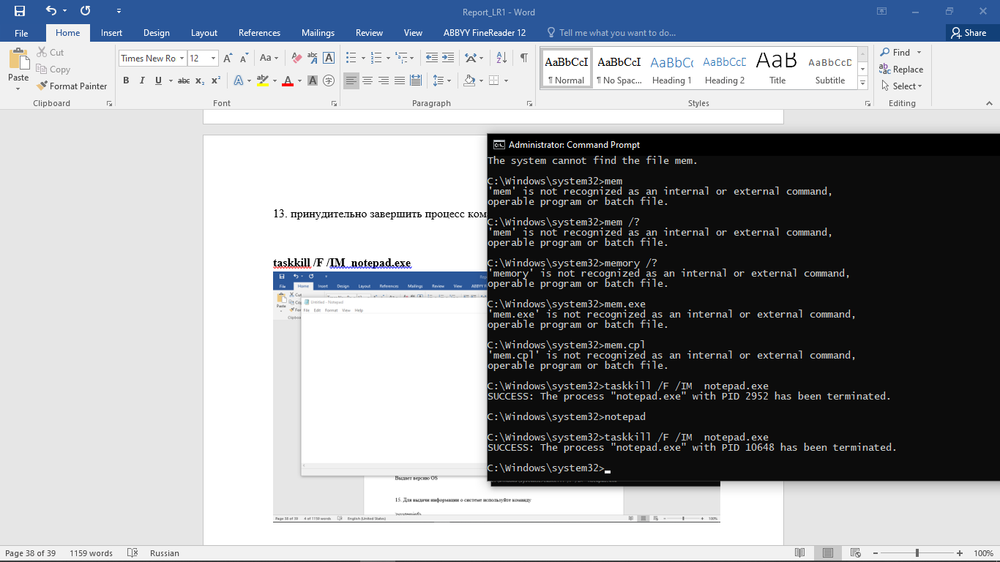 Report_LR1 - Word
File Home Insert Design Layout References Mailings Review View ABBYY FineReader 12 Tell me what you want to do... Share
Paste
Cut
Copy
Format Painter
Clipboard
Times New Ro 12
Font
Paragraph
AaBbCcI AaBbCcI AaBbCc AaBbCcD AaB AaBbCcD
¶ Normal ¶ No Spac... Heading 1 Heading 2 Title Subtitle
Styles
Find
Replace
Select
Editing
13. принудительно завершить процесс ком
taskkill /F /IM notepad.exe
File Home Insert Design Layout References Mailings Review View
Untitled - Notepad
File Edit Format View Help
Выдает версию OS
15. Для выдачи информации о системе используйте команду
Page 38 of 39 4 of 1159 words English (United States) 100%
Administrator: Command Prompt
The system cannot find the file mem.
C:\Windows\system32>mem
'mem' is not recognized as an internal or external command,
operable program or batch file.
C:\Windows\system32>mem /?
'mem' is not recognized as an internal or external command,
operable program or batch file.
C:\Windows\system32>memory /?
'memory' is not recognized as an internal or external command,
operable program or batch file.
C:\Windows\system32>mem.exe
'mem.exe' is not recognized as an internal or external command,
operable program or batch file.
C:\Windows\system32>mem.cpl
'mem.cpl' is not recognized as an internal or external command,
operable program or batch file.
C:\Windows\system32>taskkill /F /IM  notepad.exe
SUCCESS: The process "notepad.exe" with PID 2952 has been terminated.
C:\Windows\system32>notepad
C:\Windows\system32>taskkill /F /IM  notepad.exe
SUCCESS: The process "notepad.exe" with PID 10648 has been terminated.
C:\Windows\system32>
Page 38 of 39 1159 words Russian 100%